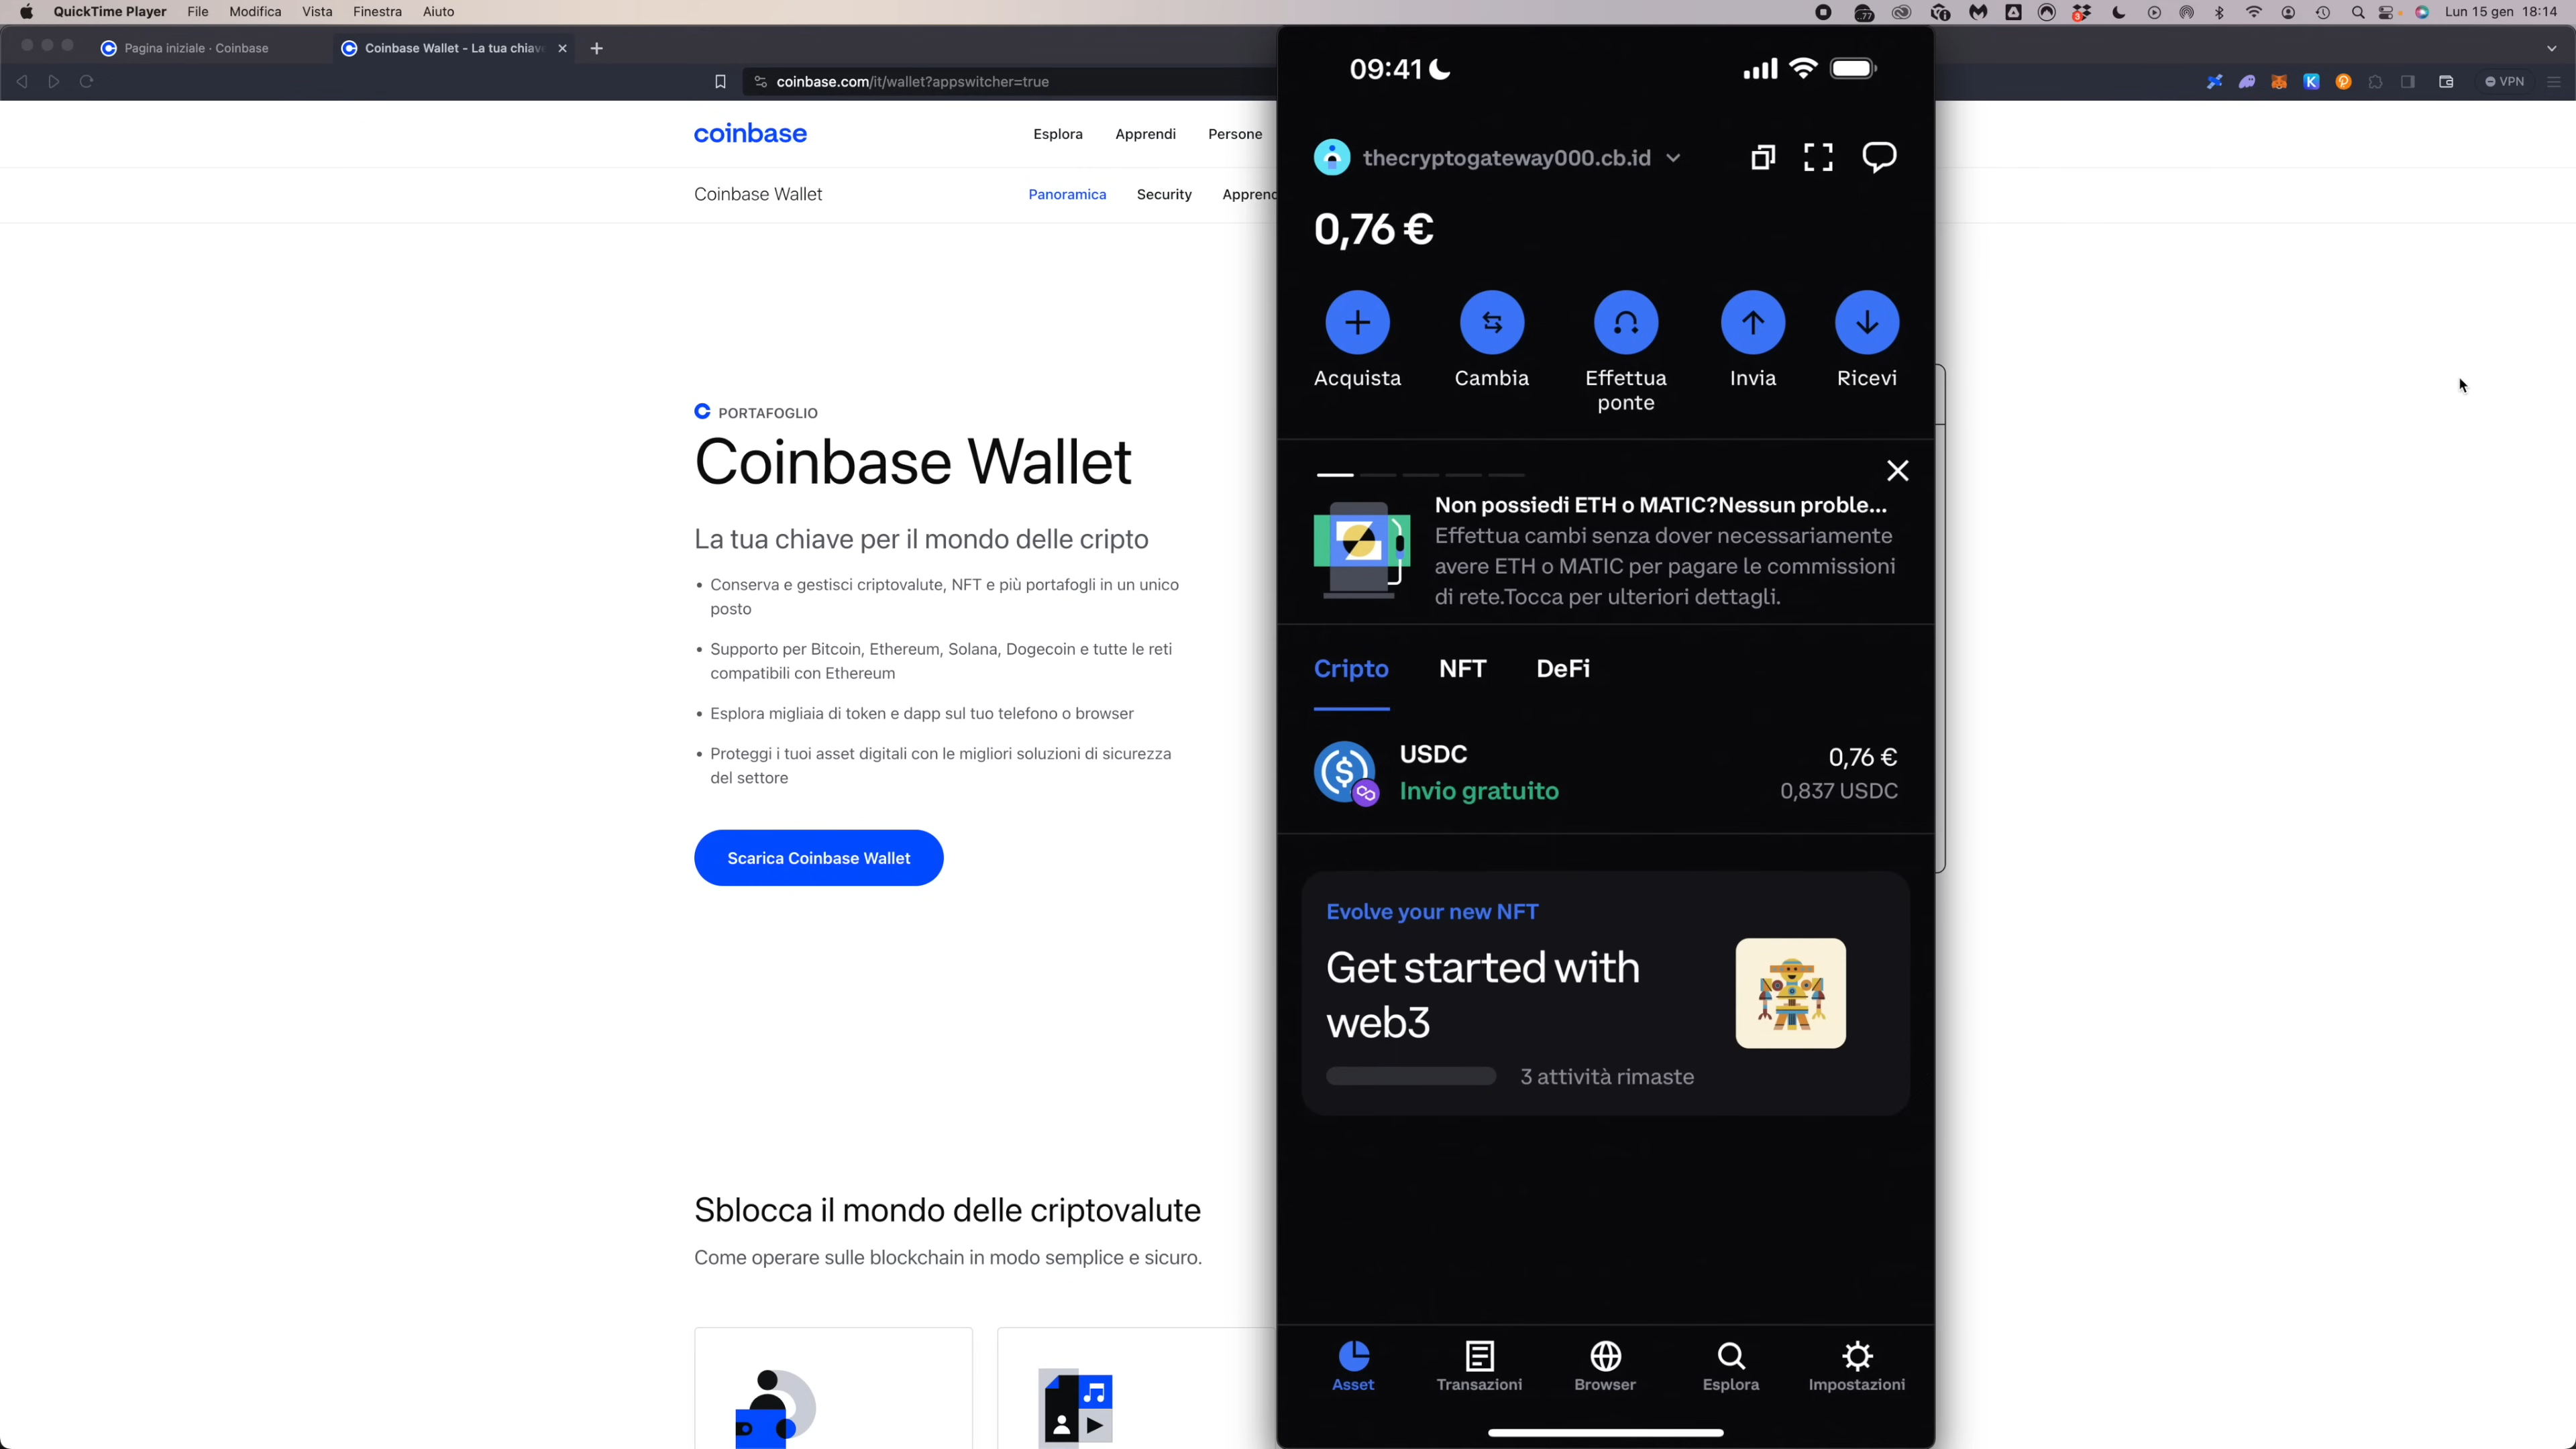 QuickTime Player File Modifica Vista Finestra Aiuto
77
3
Lun 15 gen 18:14
Pagina iniziale · Coinbase
Coinbase Wallet - La tua chiav
coinbase.com/it/wallet?appswitcher=true
VPN
coinbase
Esplora Apprendi Persone
Coinbase Wallet
Panoramica Security Apprend
PORTAFOGLIO
Coinbase Wallet
La tua chiave per il mondo delle cripto
• Conserva e gestisci criptovalute, NFT e più portafogli in un unico
posto
• Supporto per Bitcoin, Ethereum, Solana, Dogecoin e tutte le reti
compatibili con Ethereum
• Esplora migliaia di token e dapp sul tuo telefono o browser
• Proteggi i tuoi asset digitali con le migliori soluzioni di sicurezza
del settore
Scarica Coinbase Wallet
Sblocca il mondo delle criptovalute
Come operare sulle blockchain in modo semplice e sicuro.
09:41
thecryptogateway000.cb.id
0,76 €
Acquista
Cambia
Effettua
ponte
Invia
Ricevi
Non possiedi ETH o MATIC?Nessun proble...
Effettua cambi senza dover necessariamente
avere ETH o MATIC per pagare le commissioni
di rete.Tocca per ulteriori dettagli.
Cripto NFT DeFi
USDC
0,76 €
Invio gratuito
0,837 USDC
Evolve your new NFT
Get started with
web3
3 attività rimaste
Asset
Transazioni
Browser
Esplora
Impostazioni